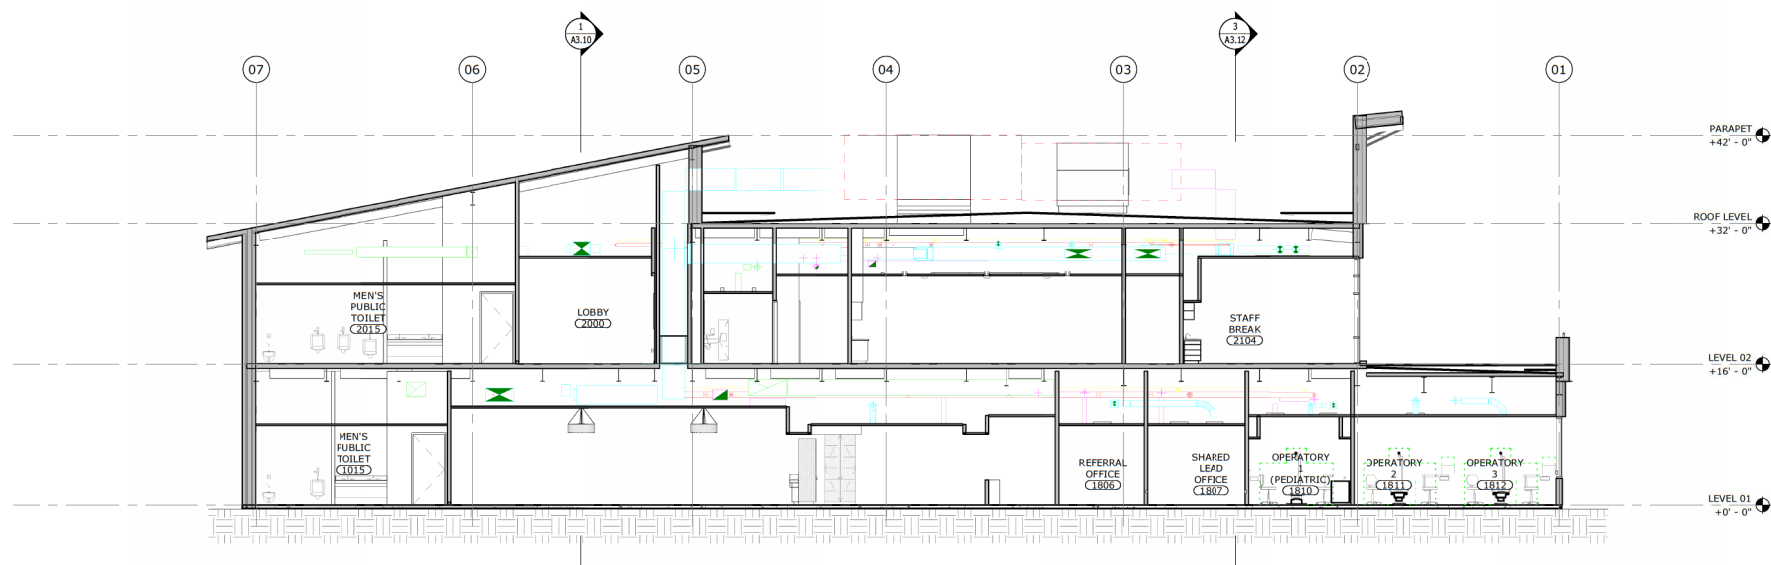 1
A3.10
3
A3.12
07
06
05
04
03
02
01
PARAPET
+42' - 0"
ROOF LEVEL
+32' - 0"
MEN'S
PUBLIC
TOILET
2015
LOBBY
2000
STAFF
BREAK
2104
LEVEL 02
+16' - 0"
MEN'S
PUBLIC
TOILET
1015
REFERRAL
OFFICE
1806
SHARED
LEAD
OFFICE
1807
OPERATORY
1
(PEDIATRIC)
1810
OPERATORY
2
1811
OPERATORY
3
1812
LEVEL 01
+0' - 0"